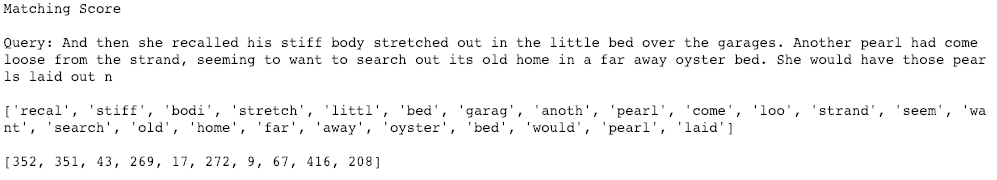 Matching Score
Query: And then she recalled his stiff body stretched out in the little bed over the garages. Another pearl had come
loose from the strand, seeming to want to search out its old home in a far away oyster bed. She would have those pear
ls laid out n
['recal', 'stiff', 'bodi', 'stretch', 'littl', 'bed', 'garag', 'anoth', 'pearl', 'come', 'loo', 'strand', 'seem', 'wa
nt', 'search', 'old', 'home', 'far', 'away', 'oyster', 'bed', 'would', 'pearl', 'laid']
[352, 351, 43, 269, 17, 272, 9, 67, 416, 208]